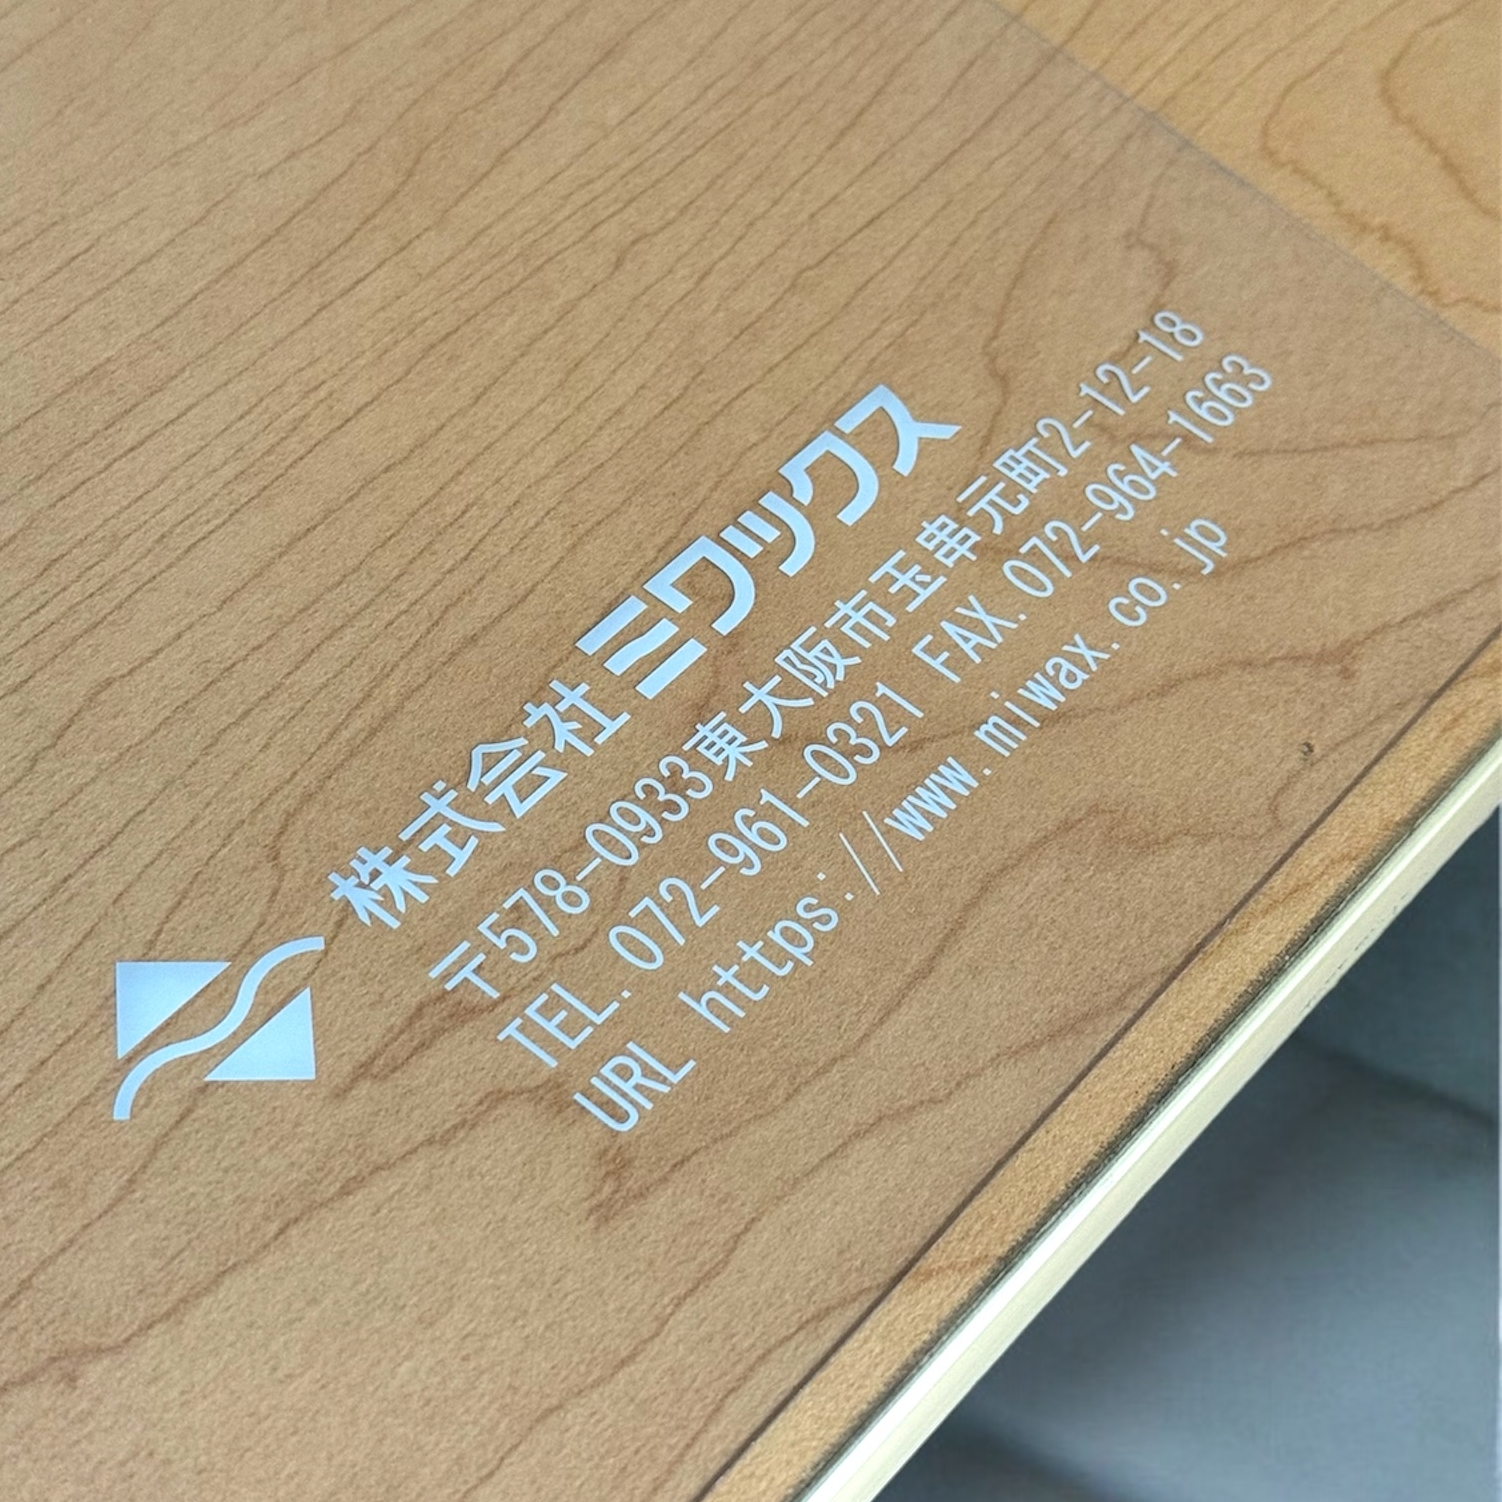 株式会社ミワックス
〒578-0933東大阪市玉串元町2-12-18
TEL.072-961-0321 FAX.072-964-1663
URL https://www.miwax.co.jp